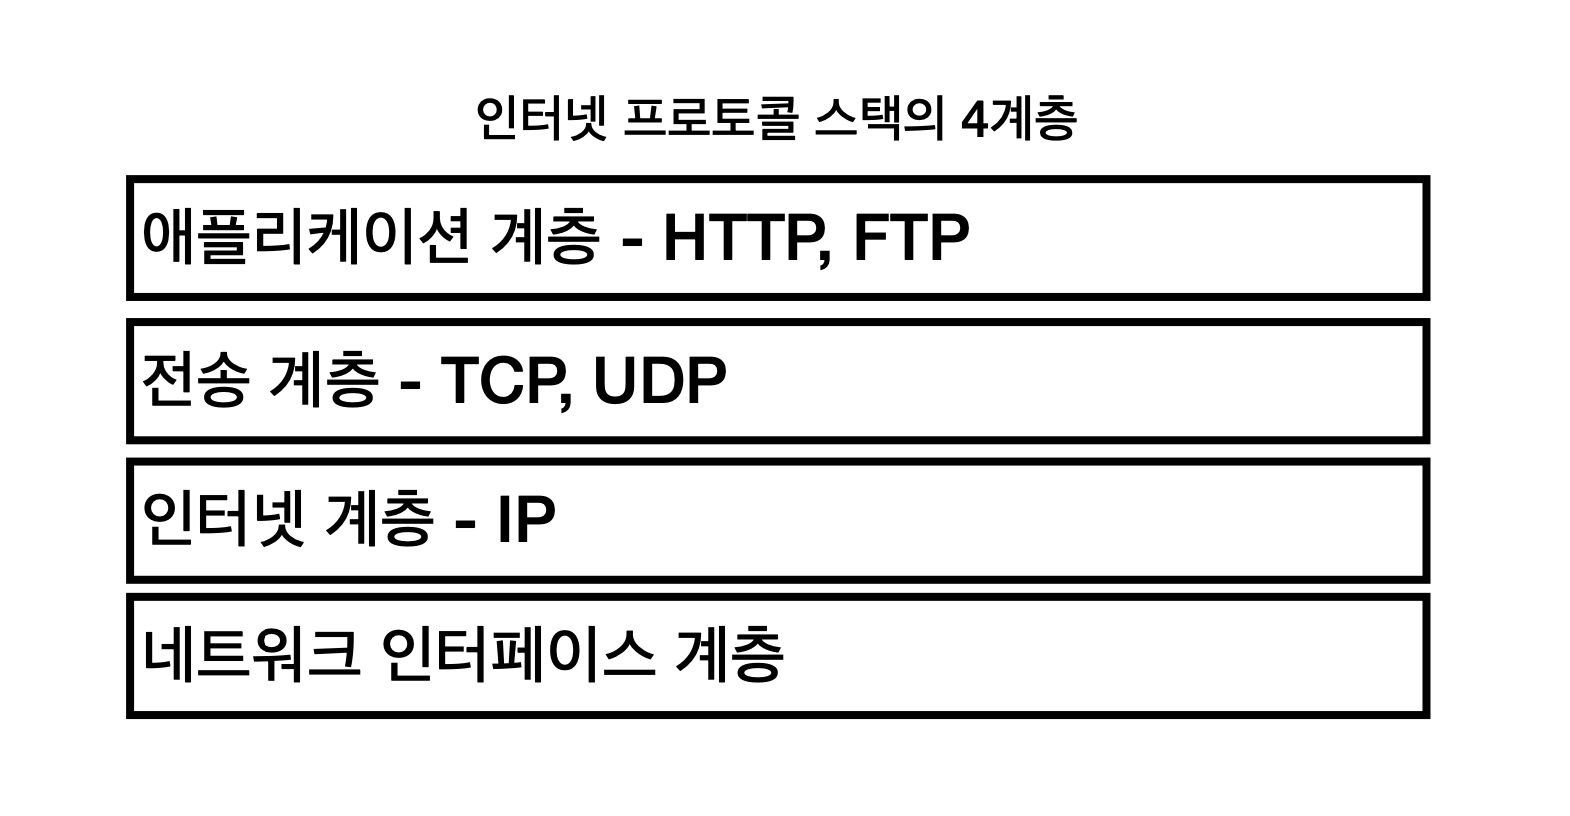 인터넷 프로토콜 스택의 4계층
애플리케이션 계층 - HTTP, FTP
전송 계층 - TCP, UDP
인터넷 계층 - IP
네트워크 인터페이스 계층